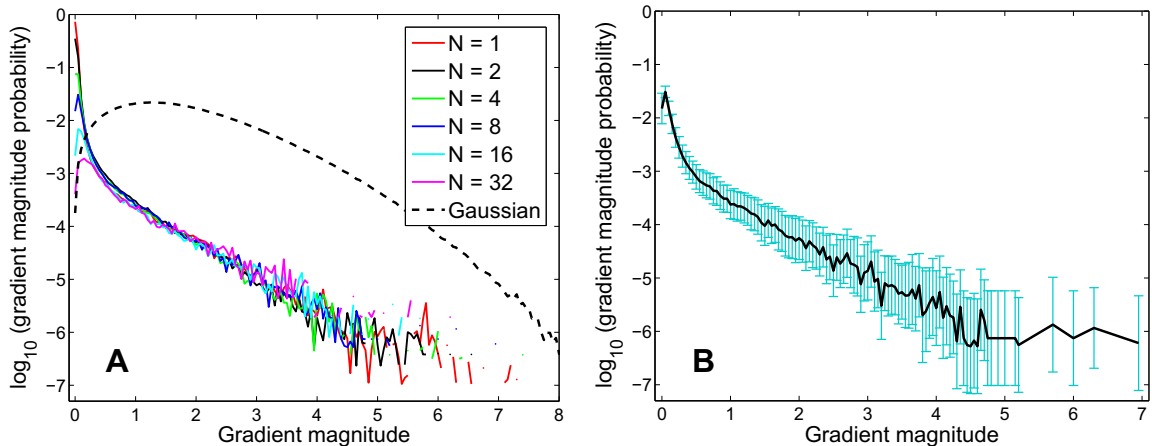 log10 (gradient magnitude probability)
0
−1
−2
−3
−4
−5
−6
−7
N = 1
N = 2
N = 4
N = 8
N = 16
N = 32
Gaussian
A
0 1 2 3 4 5 6 7 8
Gradient magnitude
log10 (gradient magnitude probability)
0
−1
−2
−3
−4
−5
−6
−7
B
0 1 2 3 4 5 6 7
Gradient magnitude